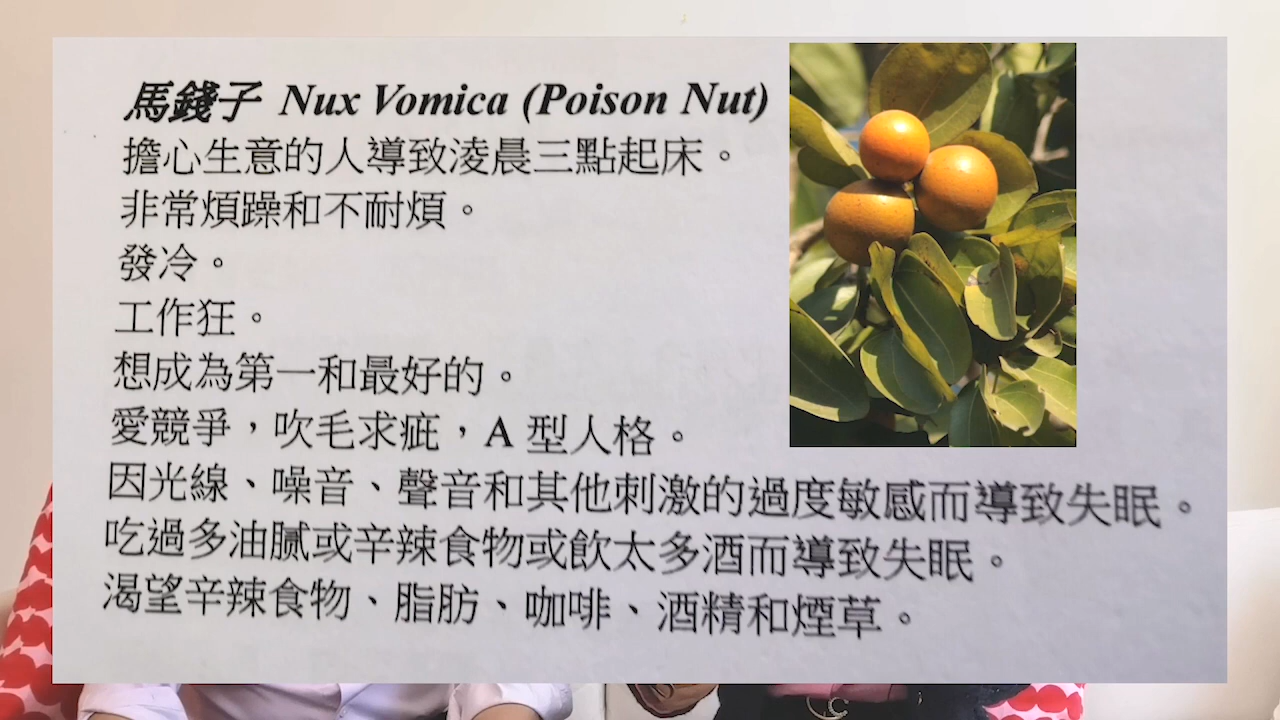 馬錢子 Nux Vomica (Poison Nut)
擔心生意的人導致淩晨三點起床。
非常煩躁和不耐煩。
發冷。
工作狂。
想成為第一和最好的。
愛競爭，吹毛求疵，A 型人格。
因光線、噪音、聲音和其他刺激的過度敏感而導致失眠。
吃過多油膩或辛辣食物或飲太多酒而導致失眠。
渴望辛辣食物、脂肪、咖啡、酒精和煙草。